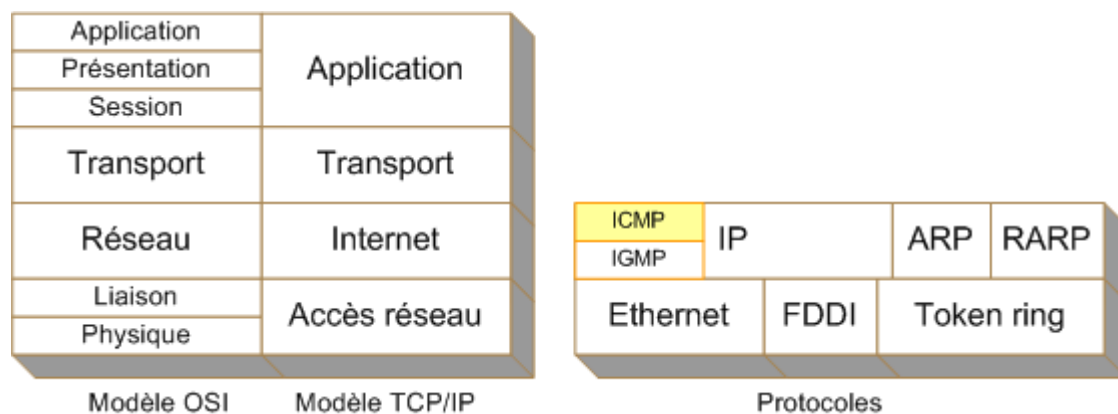 Application
Présentation
Session
Application
Transport
Transport
Réseau
Internet
Liaison
Physique
Accès réseau
Modèle OSI
Modèle TCP/IP
ICMP
IGMP
IP
ARP
RARP
Ethernet
FDDI
Token ring
Protocoles